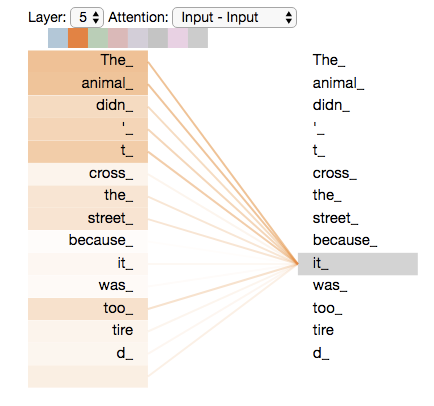 Layer: 5 Attention: Input - Input
The_ The_
animal_ animal_
didn_ didn_
'_ '_
t_ t_
cross_ cross_
the_ the_
street_ street_
because_ because_
it_ it_
was_ was_
too_ too_
tire tire
d_ d_